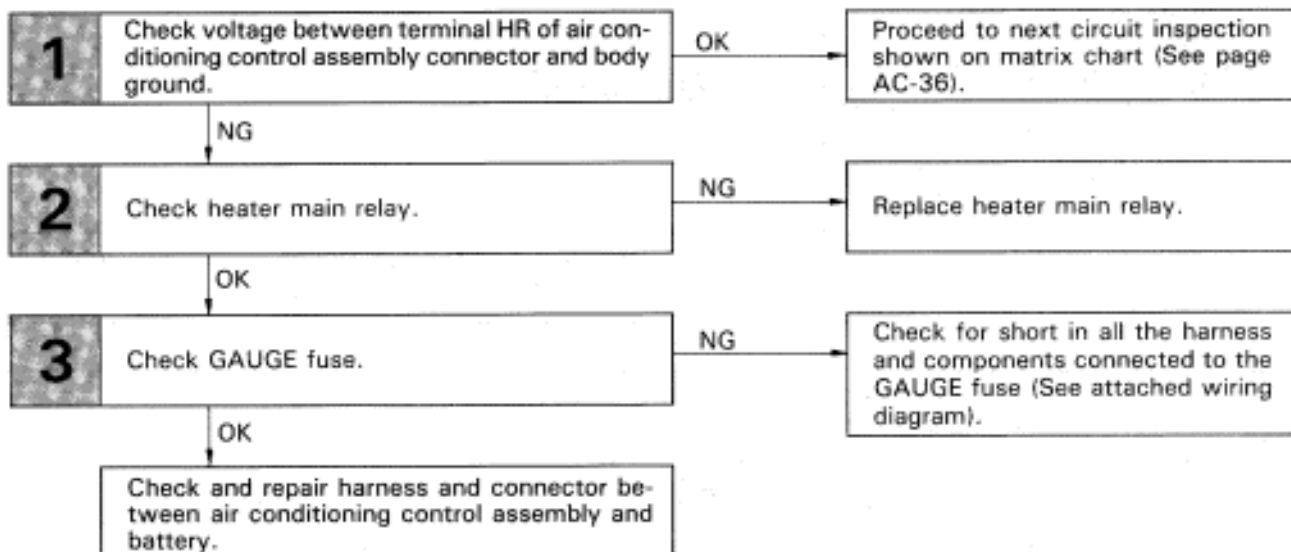 1
Check voltage between terminal HR of air con-
ditioning control assembly connector and body
ground.
OK
Proceed to next circuit inspection
shown on matrix chart (See page
AC-36).
NG
2
Check heater main relay.
NG
Replace heater main relay.
OK
3
Check GAUGE fuse.
NG
Check for short in all the harness
and components connected to the
GAUGE fuse (See attached wiring
diagram).
OK
Check and repair harness and connector be-
tween air conditioning control assembly and
battery.